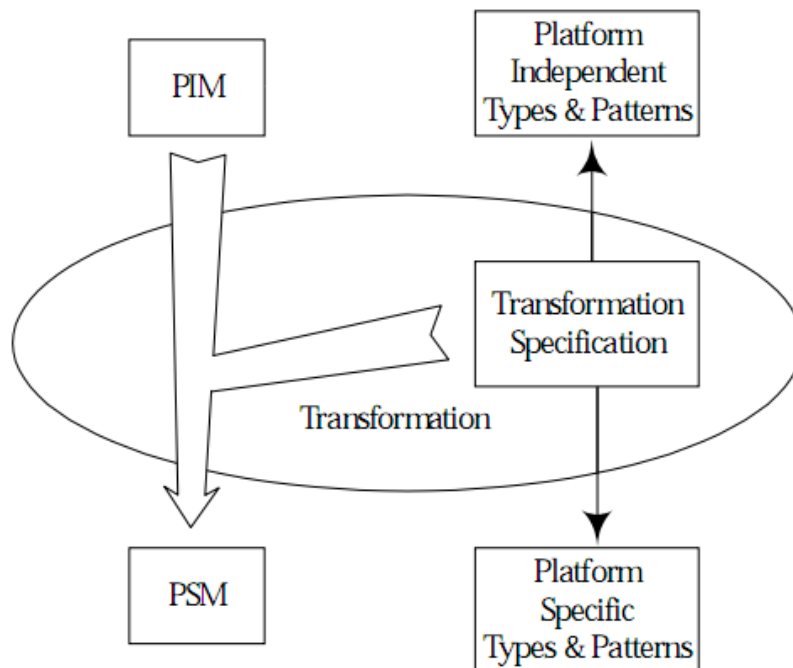 PIM
Platform
Independent
Types & Patterns
Transformation
Specification
Transformation
PSM
Platform
Specific
Types & Patterns